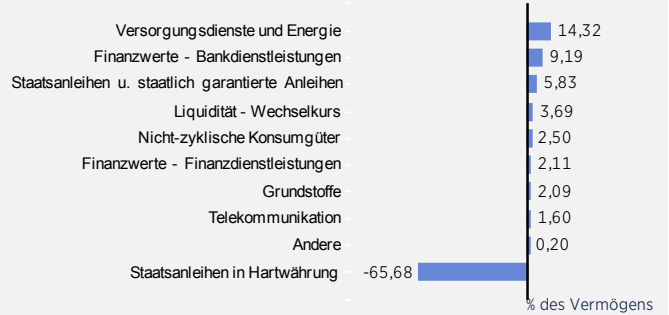 Versorgungsdienste und Energie 14,32
Finanzwerte - Bankdienstleistungen 9,19
Staatsanleihen u. staatlich garantierte Anleihen 5,83
Liquidität - Wechselkurs 3,69
Nicht-zyklische Konsumgüter 2,50
Finanzwerte - Finanzdienstleistungen 2,11
Grundstoffe 2,09
Telekommunikation 1,60
Andere 0,20
Staatsanleihen in Hartwährung -65,68
% des Vermögens